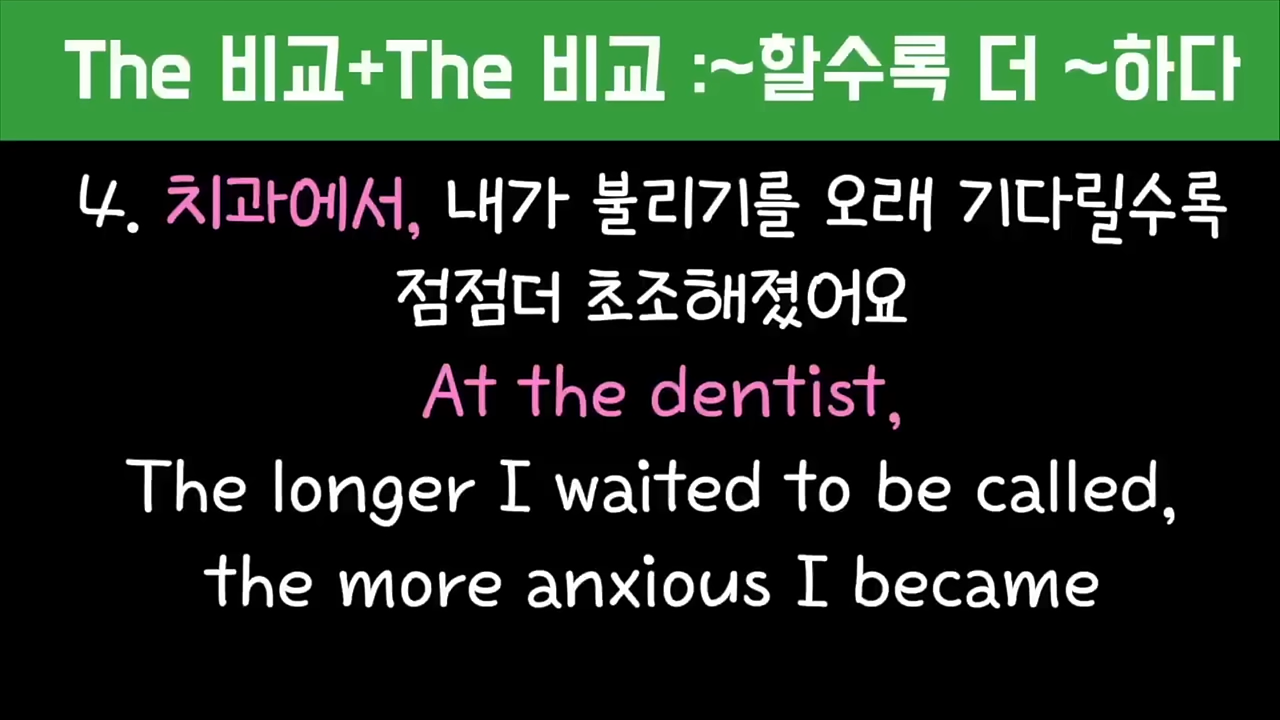 The 비교+The 비교 :~할수록 더 ~하다
4. 치과에서, 내가 불리기를 오래 기다릴수록
점점더 초조해졌어요
At the dentist,
The longer I waited to be called,
the more anxious I became